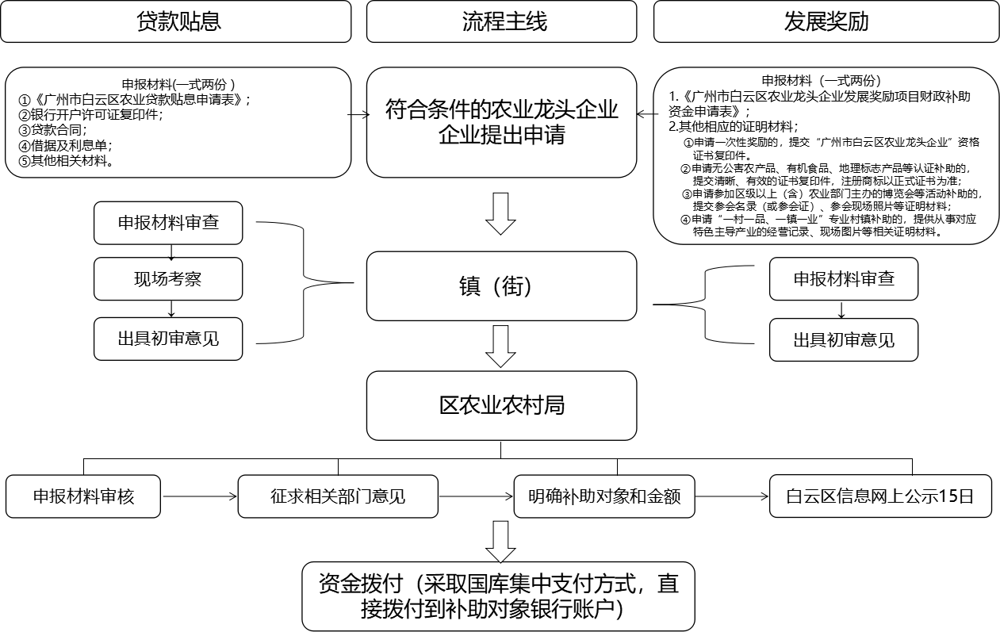 贷款贴息
流程主线
发展奖励
申报材料(一式两份 )
①《广州市白云区农业贷款贴息申请表》;
②银行开户许可证复印件；
③贷款合同；
④借据及利息单；
⑤其他相关材料。
符合条件的农业龙头企业
企业提出申请
申报材料（一式两份）
1.《广州市白云区农业龙头企业发展奖励项目财政补助
资金申请表》；
2.其他相应的证明材料；
①申请一次性奖励的，提交“广州市白云区农业龙头企业”资格
证书复印件。
②申请无公害农产品、有机食品、地理标志产品等认证补助的，
提交清晰、有效的证书复印件，注册商标以正式证书为准；
③申请参加区级以上（含）农业部门主办的博览会等活动补助的，
提交参会名录（或参会证）、参会现场照片等证明材料；
④申请“一村一品、一镇一业”专业村镇补助的，提供从事对应
特色主导产业的经营记录、现场图片等相关证明材料。
申报材料审查
现场考察
出具初审意见
镇（街）
申报材料审查
出具初审意见
区农业农村局
申报材料审核
征求相关部门意见
明确补助对象和金额
白云区信息网上公示15日
资金拨付（采取国库集中支付方式，直
接拨付到补助对象银行账户）